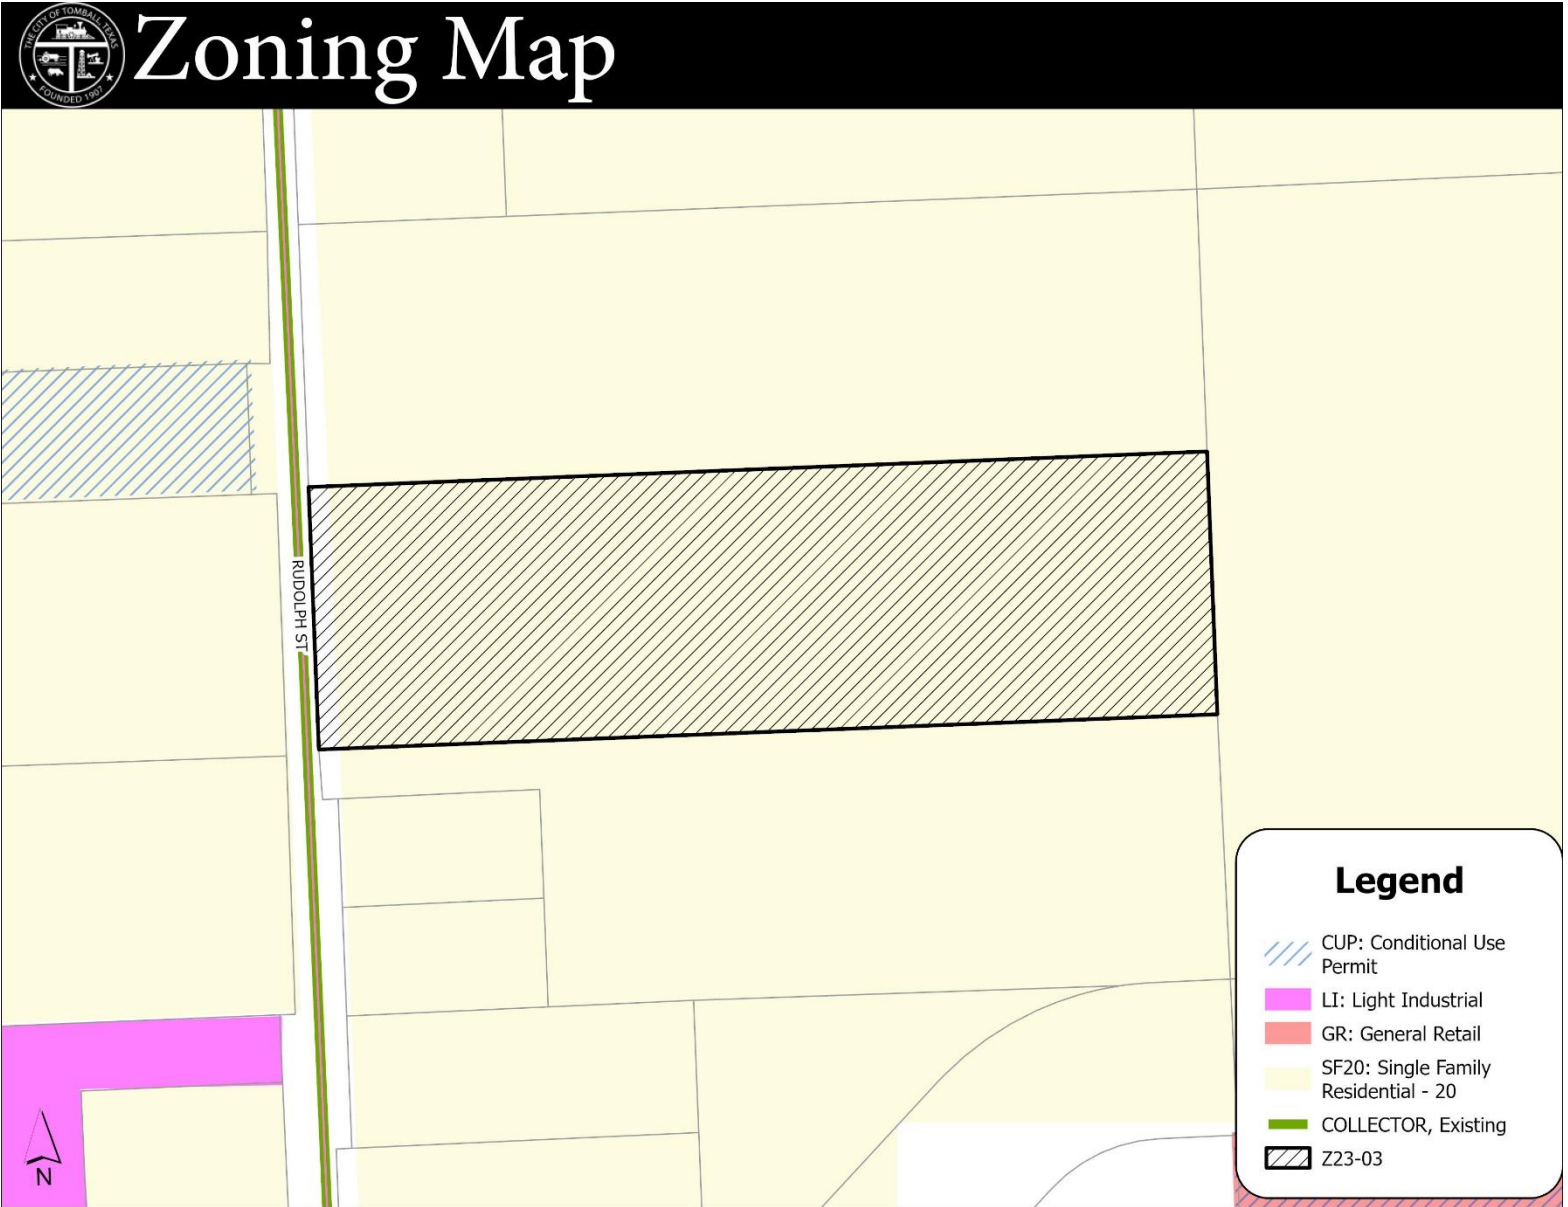 THE CITY OF TOMBALL, TEXAS
FOUNDED 1907
Zoning Map
RUDOLPH ST
Legend
CUP: Conditional Use
Permit
LI: Light Industrial
GR: General Retail
SF20: Single Family
Residential - 20
COLLECTOR, Existing
Z23-03
N